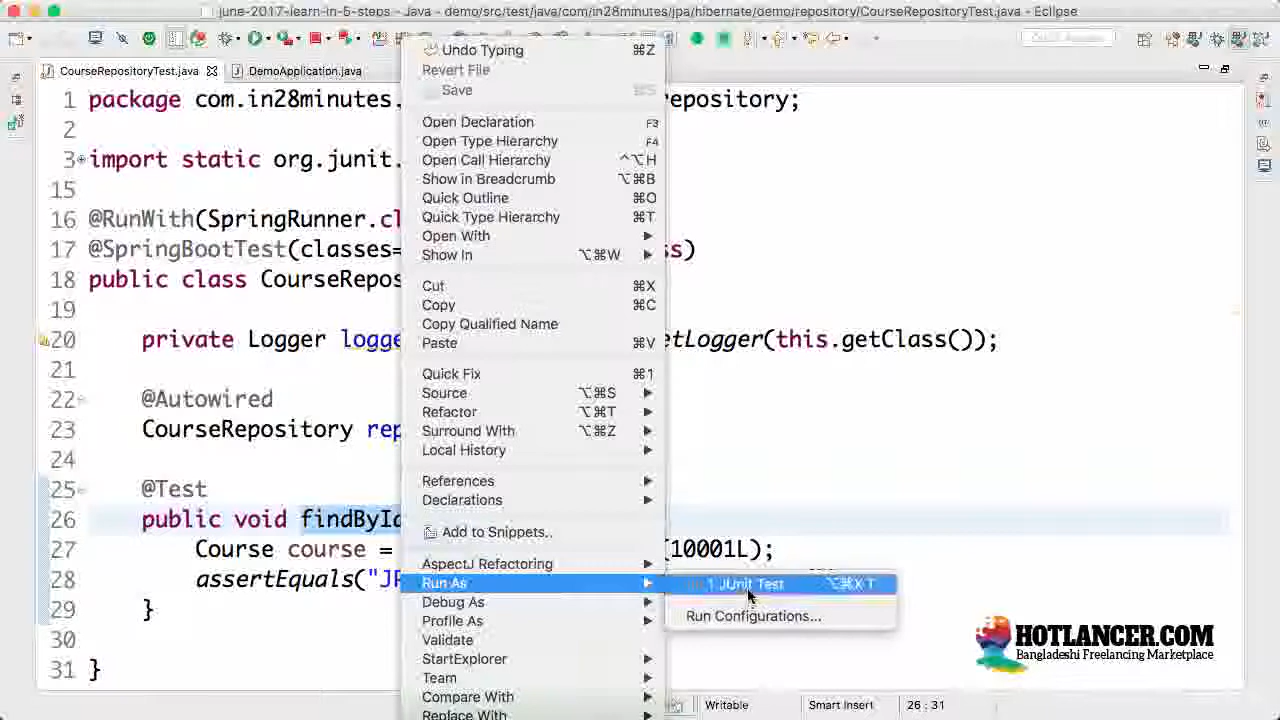 june-2017-learn-in-5-steps - Java - demo/src/test/java/com/in28minutes/jpa/hibernate/demo/repository/CourseRepositoryTest.java - Eclipse
Quick Access
CourseRepositoryTest.java
DemoApplication.java
1 package com.in28minutes. repository;
2
3 import static org.junit.
15
16 @RunWith(SpringRunner.cl
17 @SpringBootTest(classes= ss)
18 public class CourseRepos
19
20 private Logger logge etLogger(this.getClass());
21
22 @Autowired
23 CourseRepository rep
24
25 @Test
26 public void findById
27 Course course = (10001L);
28 assertEquals("JP
29 }
30
31 }
Undo Typing ⌘Z
Revert File
Save ⌘S
Open Declaration F3
Open Type Hierarchy F4
Open Call Hierarchy ^⌥H
Show in Breadcrumb ⌥⌘B
Quick Outline ⌘O
Quick Type Hierarchy ⌘T
Open With
Show In ⌥⌘W
Cut ⌘X
Copy ⌘C
Copy Qualified Name
Paste ⌘V
Quick Fix ⌘1
Source ⌥⌘S
Refactor ⌥⌘T
Surround With ⌥⌘Z
Local History
References
Declarations
Add to Snippets..
AspectJ Refactoring
Run As
Debug As
Profile As
Validate
StartExplorer
Team
Compare With
Replace With
1 JUnit Test ⌥⌘X T
Run Configurations...
HOTLANCER.COM
Bangladeshi Freelancing Marketplace
Writable
Smart Insert
26 : 31